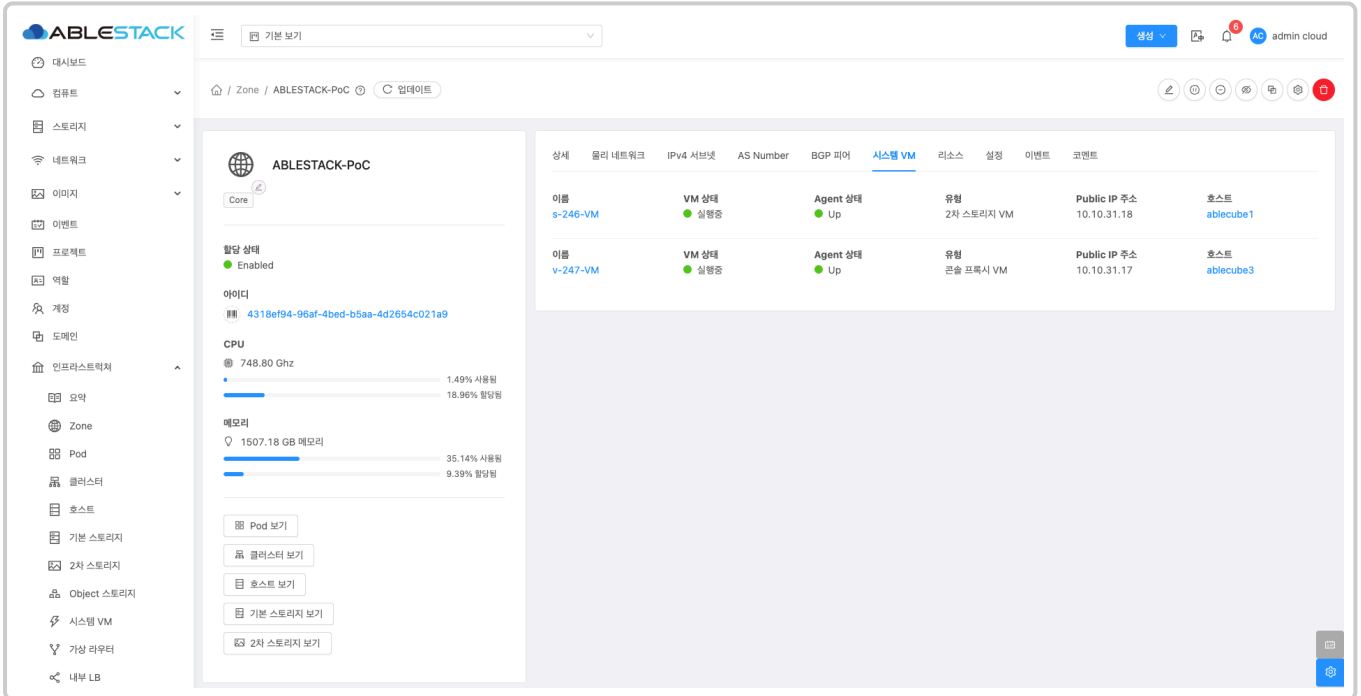 ABLESTACK
기본 보기
생성
6
AC admin cloud
대시보드
컴퓨트
스토리지
네트워크
이미지
이벤트
프로젝트
역할
계정
도메인
인프라스트럭쳐
요약
Zone
Pod
클러스터
호스트
기본 스토리지
2차 스토리지
Object 스토리지
시스템 VM
가상 라우터
내부 LB
/ Zone / ABLESTACK-PoC 업데이트
ABLESTACK-PoC
Core
할당 상태
Enabled
아이디
4318ef94-96af-4bed-b5aa-4d2654c021a9
CPU
748.80 Ghz
1.49% 사용됨
18.96% 할당됨
메모리
1507.18 GB 메모리
35.14% 사용됨
9.39% 할당됨
Pod 보기
클러스터 보기
호스트 보기
기본 스토리지 보기
2차 스토리지 보기
상세 물리 네트워크 IPv4 서브넷 AS Number BGP 피어 시스템 VM 리소스 설정 이벤트 코멘트
이름 VM 상태 Agent 상태 유형 Public IP 주소 호스트
s-246-VM 실행중 Up 2차 스토리지 VM 10.10.31.18 ablecube1
이름 VM 상태 Agent 상태 유형 Public IP 주소 호스트
v-247-VM 실행중 Up 콘솔 프록시 VM 10.10.31.17 ablecube3